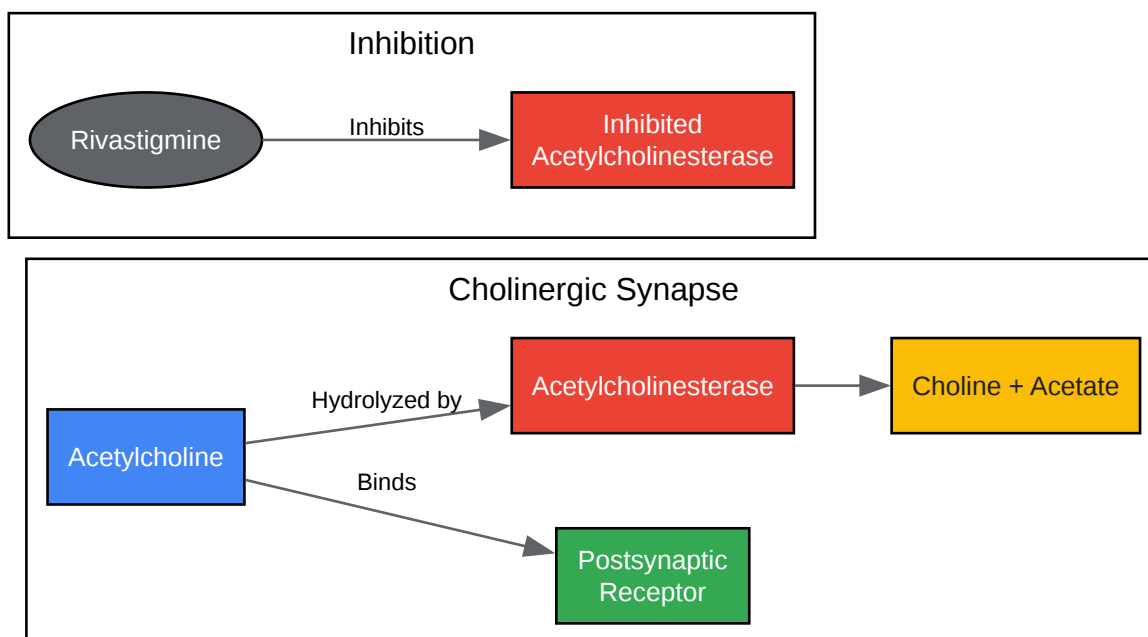 Inhibition
Rivastigmine
Inhibits
Inhibited
Acetylcholinesterase
Cholinergic Synapse
Acetylcholine
Hydrolyzed by
Acetylcholinesterase
Choline + Acetate
Binds
Postsynaptic
Receptor